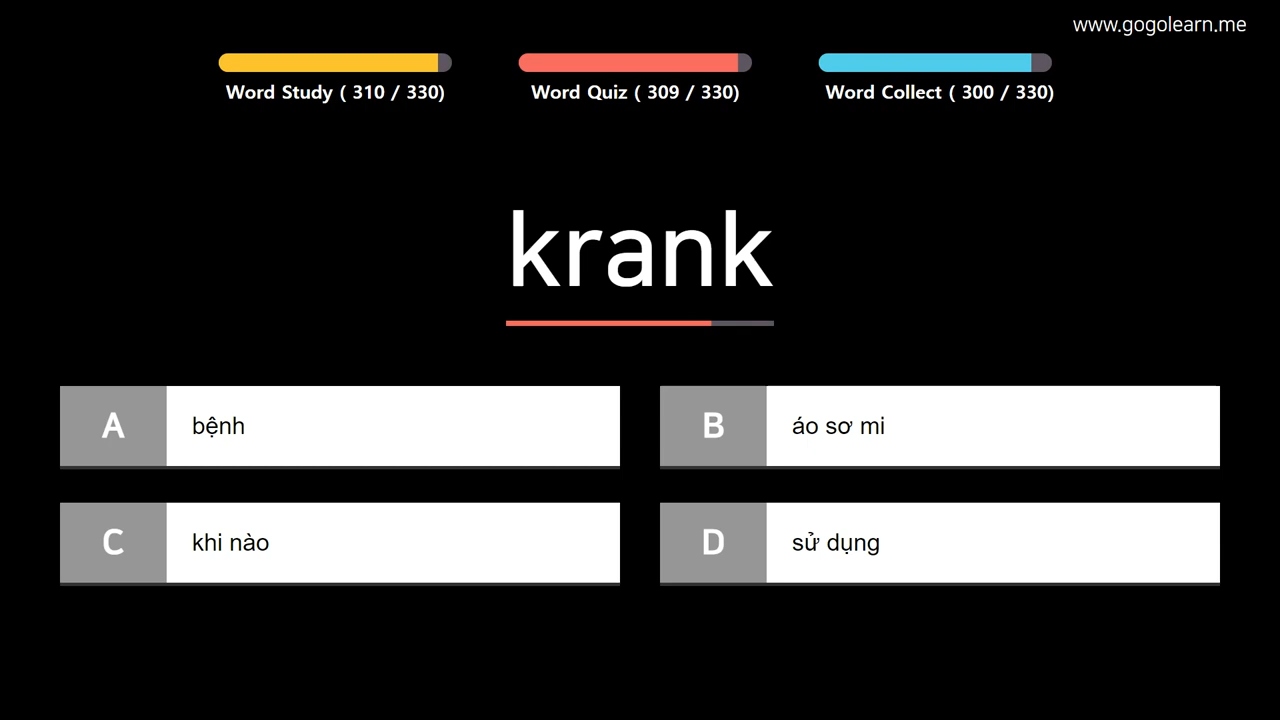 www.gogolearn.me
Word Study ( 310 / 330)
Word Quiz ( 309 / 330)
Word Collect ( 300 / 330)
krank
A bệnh
B áo sơ mi
C khi nào
D sử dụng